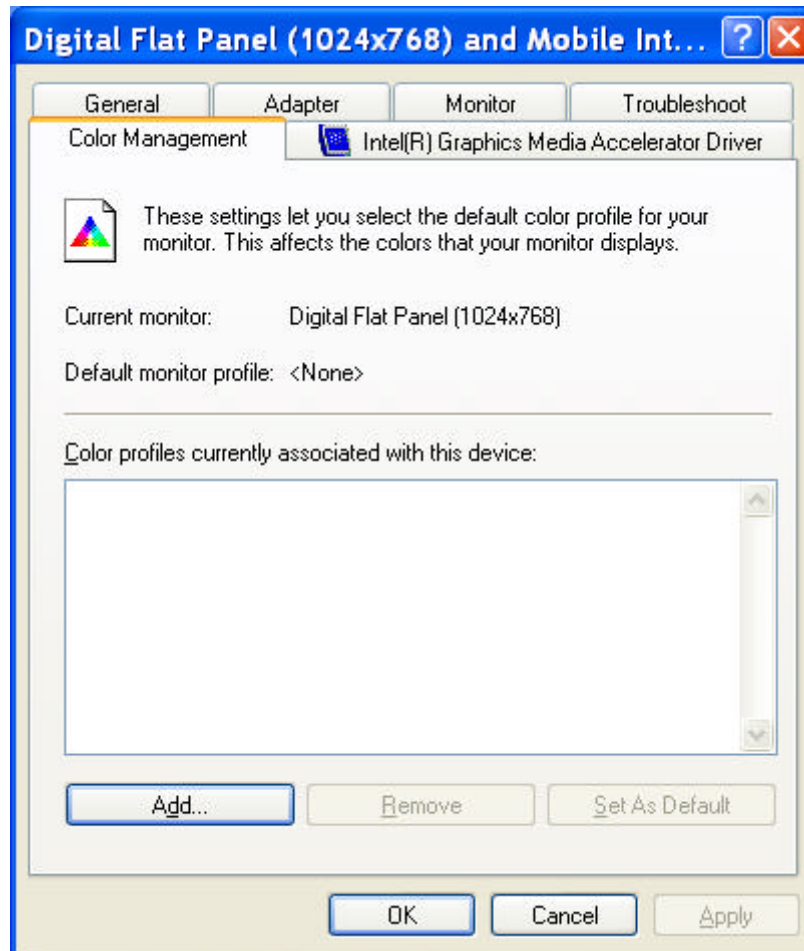 Digital Flat Panel (1024x768) and Mobile Int...
General Adapter Monitor Troubleshoot
Color Management Intel(R) Graphics Media Accelerator Driver
These settings let you select the default color profile for your
monitor. This affects the colors that your monitor displays.
Current monitor: Digital Flat Panel (1024x768)
Default monitor profile: <None>
Color profiles currently associated with this device:
Add... Remove Set As Default
OK Cancel Apply